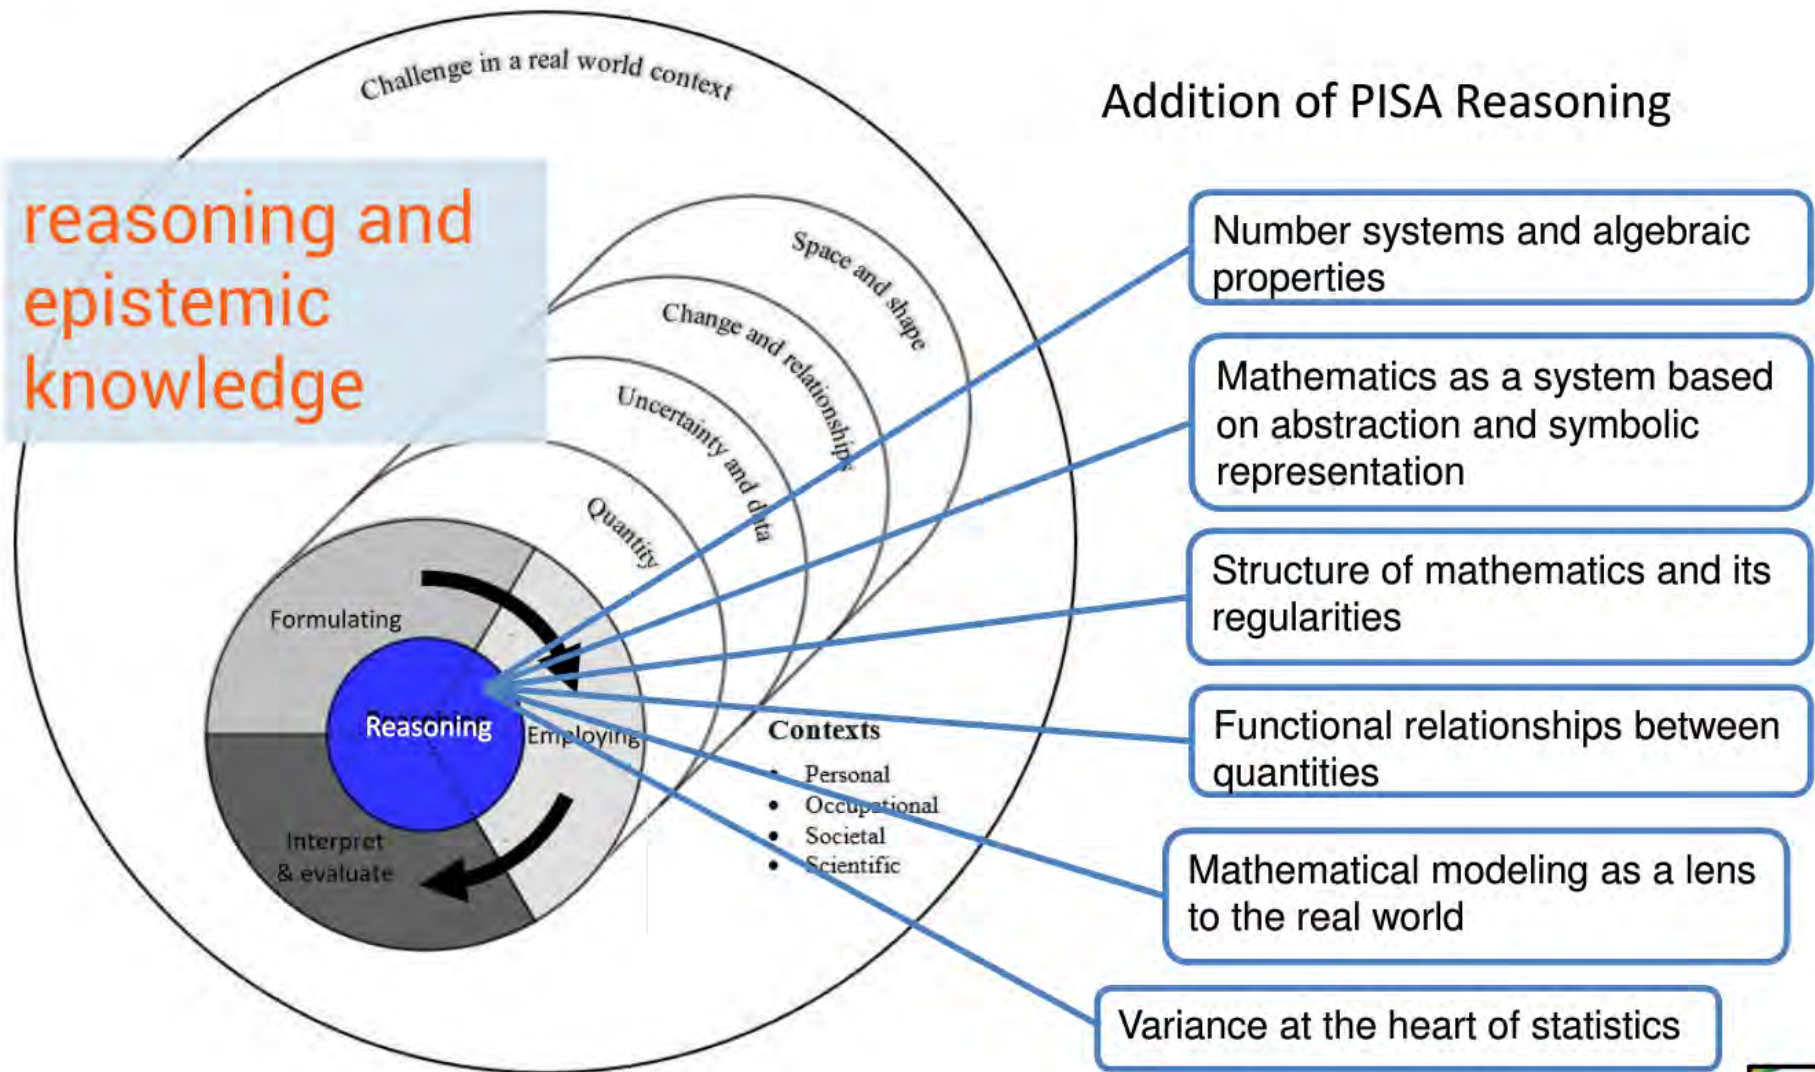 Challenge in a real world context
Addition of PISA Reasoning
reasoning and
epistemic
knowledge
Space and shape
Change and relationships
Uncertainty and data
Quantity
Formulating
Reasoning
Employing
Interpret
& evaluate
Contexts
• Personal
• Occupational
• Societal
• Scientific
Number systems and algebraic
properties
Mathematics as a system based
on abstraction and symbolic
representation
Structure of mathematics and its
regularities
Functional relationships between
quantities
Mathematical modeling as a lens
to the real world
Variance at the heart of statistics